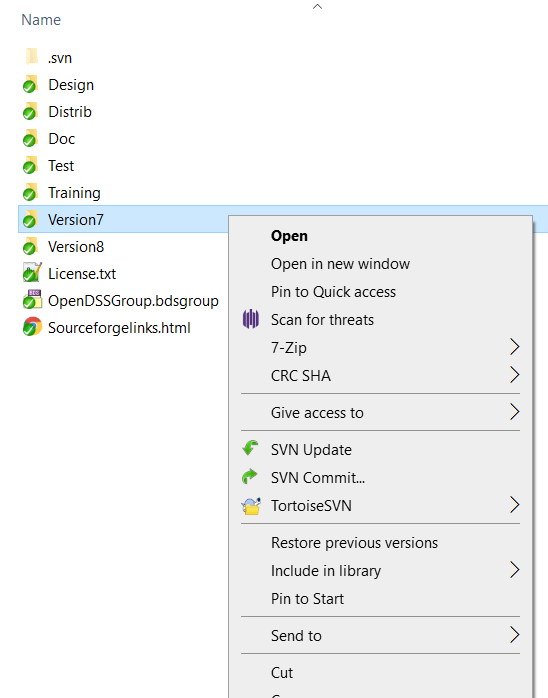 Name
.svn
Design
Distrib
Doc
Test
Training
Version7
Version8
License.txt
OpenDSSGroup.bdsgroup
Sourceforgelinks.html
Open
Open in new window
Pin to Quick access
Scan for threats
7-Zip
CRC SHA
Give access to
SVN Update
SVN Commit...
TortoiseSVN
Restore previous versions
Include in library
Pin to Start
Send to
Cut